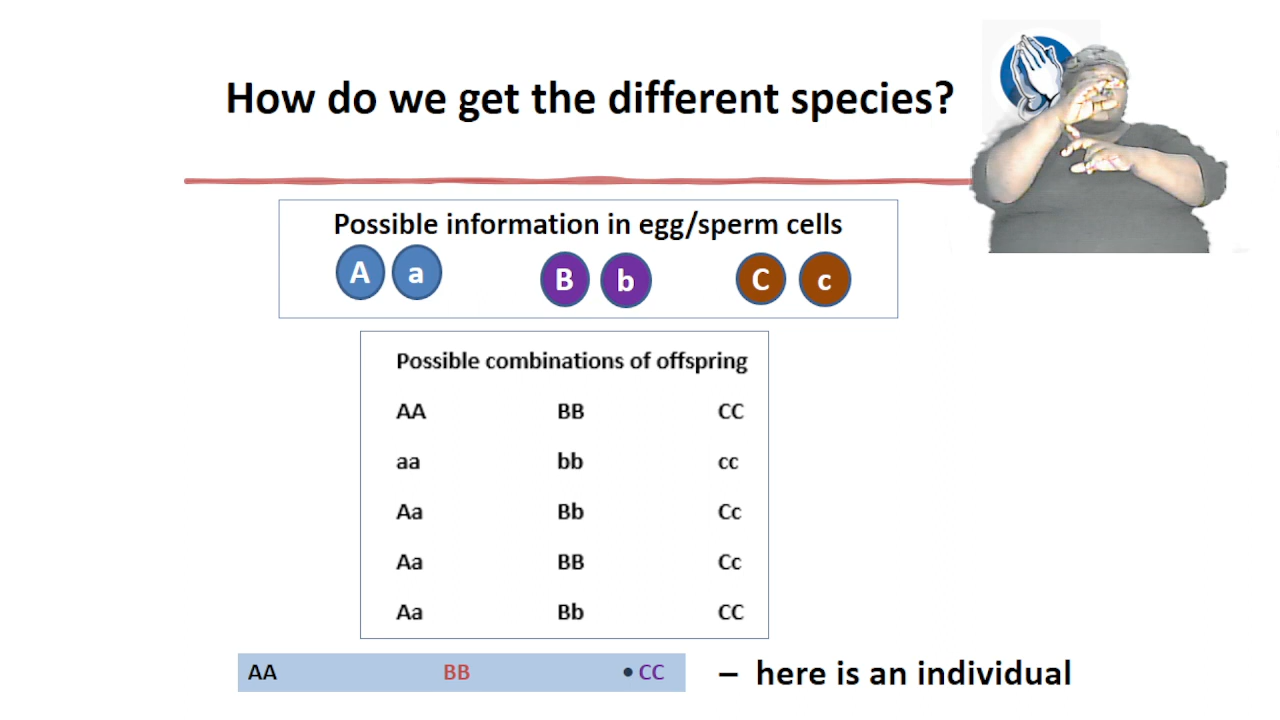 How do we get the different species?
Possible information in egg/sperm cells
A a B b C c
Possible combinations of offspring
AA BB CC
aa bb cc
Aa Bb Cc
Aa BB Cc
Aa Bb CC
AA BB • CC – here is an individual